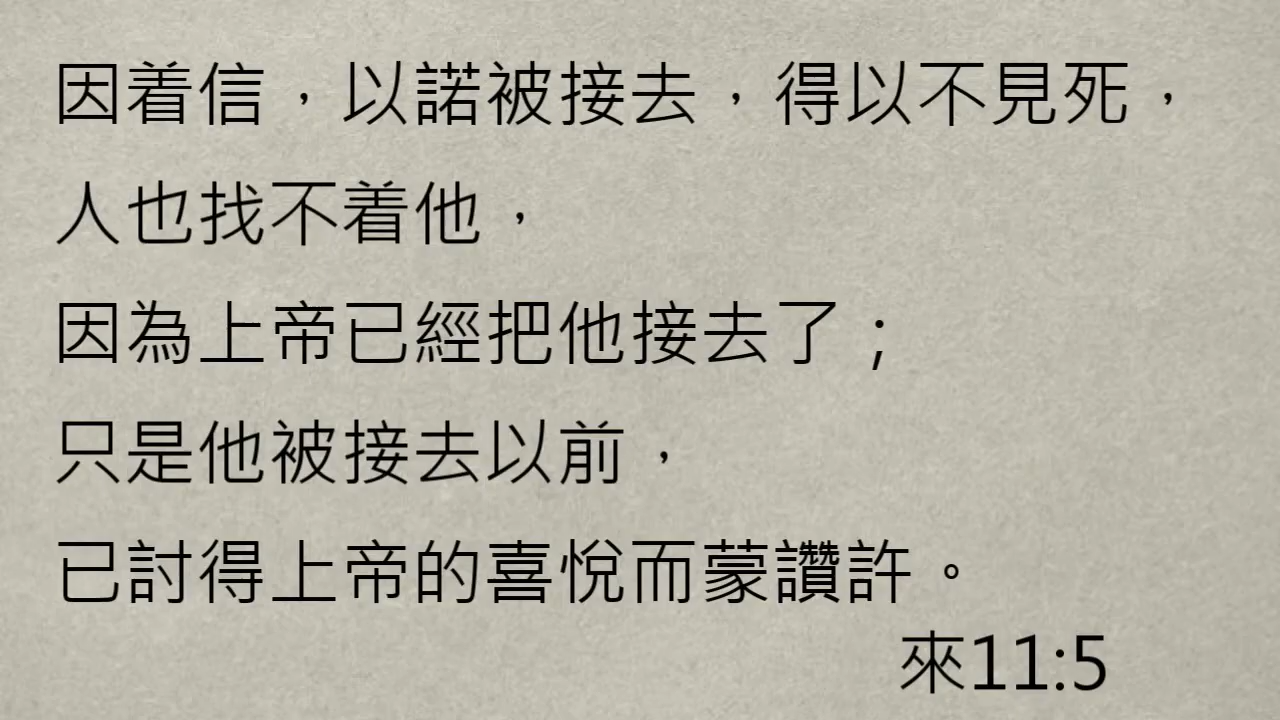 因着信，以諾被接去，得以不見死，
人也找不着他，
因為上帝已經把他接去了；
只是他被接去以前，
已討得上帝的喜悅而蒙讚許。
來11:5